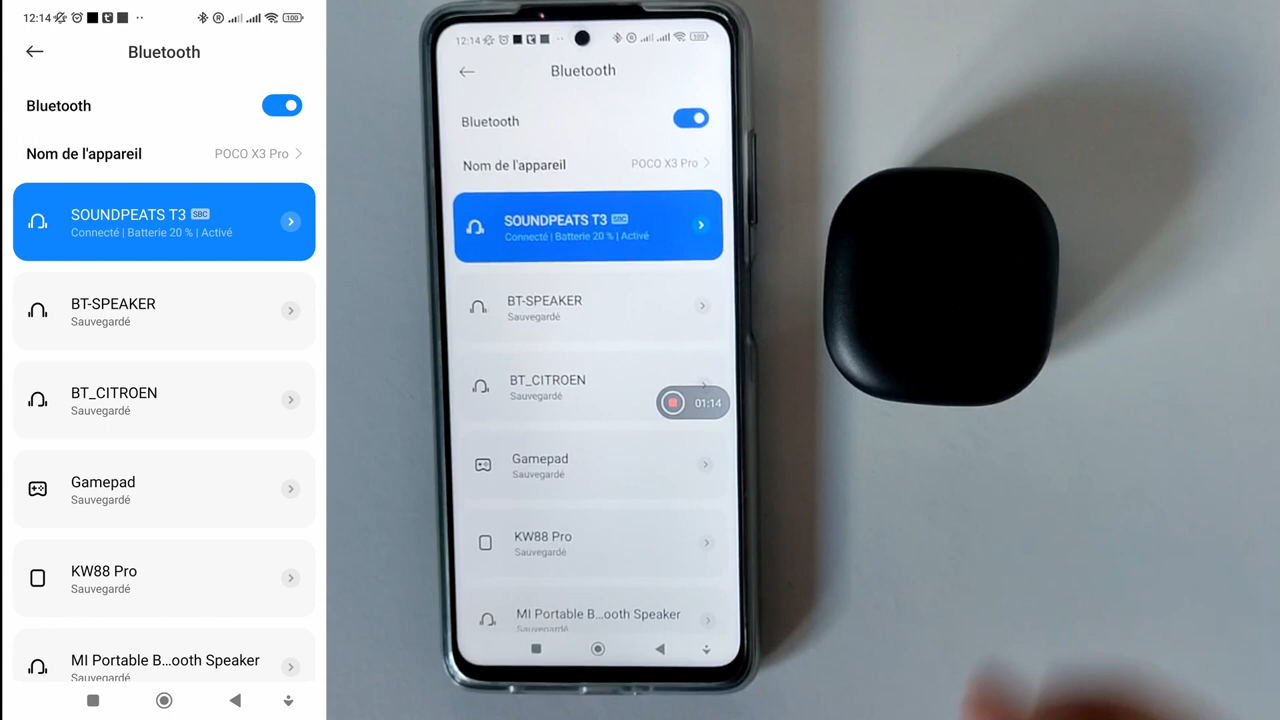 12:14
100
Bluetooth
Bluetooth
Nom de l'appareil
POCO X3 Pro
SOUNDPEATS T3 SBC
Connecté | Batterie 20 % | Activé
BT-SPEAKER
Sauvegardé
BT_CITROEN
Sauvegardé
Gamepad
Sauvegardé
KW88 Pro
Sauvegardé
MI Portable B...ooth Speaker
Sauvegardé
12:14
100
Bluetooth
Bluetooth
Nom de l'appareil
POCO X3 Pro
SOUNDPEATS T3 SBC
Connecté | Batterie 20 % | Activé
BT-SPEAKER
Sauvegardé
BT_CITROEN
Sauvegardé
01:14
Gamepad
Sauvegardé
KW88 Pro
Sauvegardé
MI Portable B...ooth Speaker
Sauvegardé